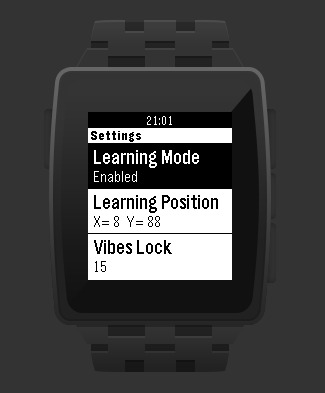 21:01
Settings
Learning Mode
Enabled
Learning Position
X= 8 Y= 88
Vibes Lock
15